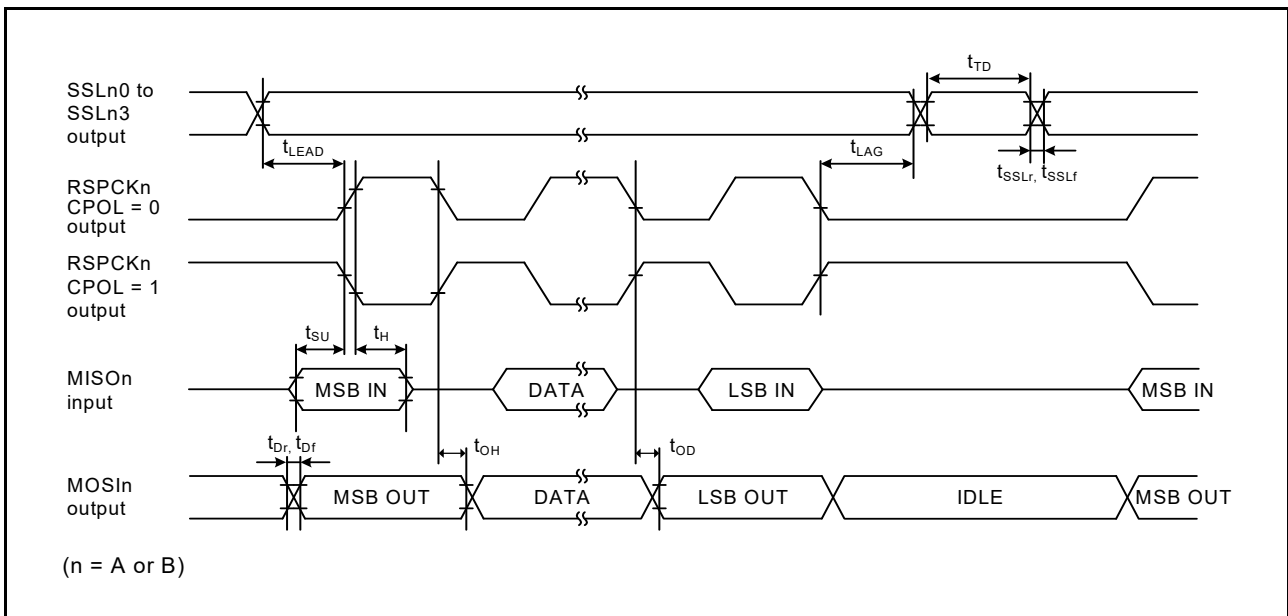 SSLn0 to
SSLn3
output
tTD
tLEAD
tLAG
tSSLr, tSSLf
RSPCKn
CPOL = 0
output
RSPCKn
CPOL = 1
output
tSU
tH
MISOn
input
MSB IN
DATA
LSB IN
MSB IN
tDr, tDf
tOH
tOD
MOSIn
output
MSB OUT
DATA
LSB OUT
IDLE
MSB OUT
(n = A or B)